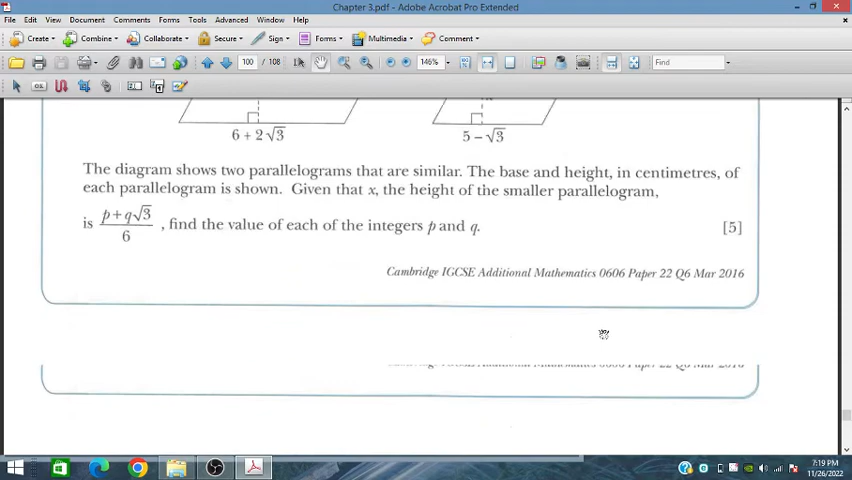 Chapter 3.pdf - Adobe Acrobat Pro Extended
File Edit View Document Comments Forms Tools Advanced Window Help
Create Combine Collaborate Secure Sign Forms Multimedia Comment
100 / 108 146% Find
6 + 2√3 5 – √3
The diagram shows two parallelograms that are similar. The base and height, in centimetres, of
each parallelogram is shown. Given that x, the height of the smaller parallelogram,
is (p+q√3)/6 , find the value of each of the integers p and q. [5]
Cambridge IGCSE Additional Mathematics 0606 Paper 22 Q6 Mar 2016
7:19 PM
11/26/2022